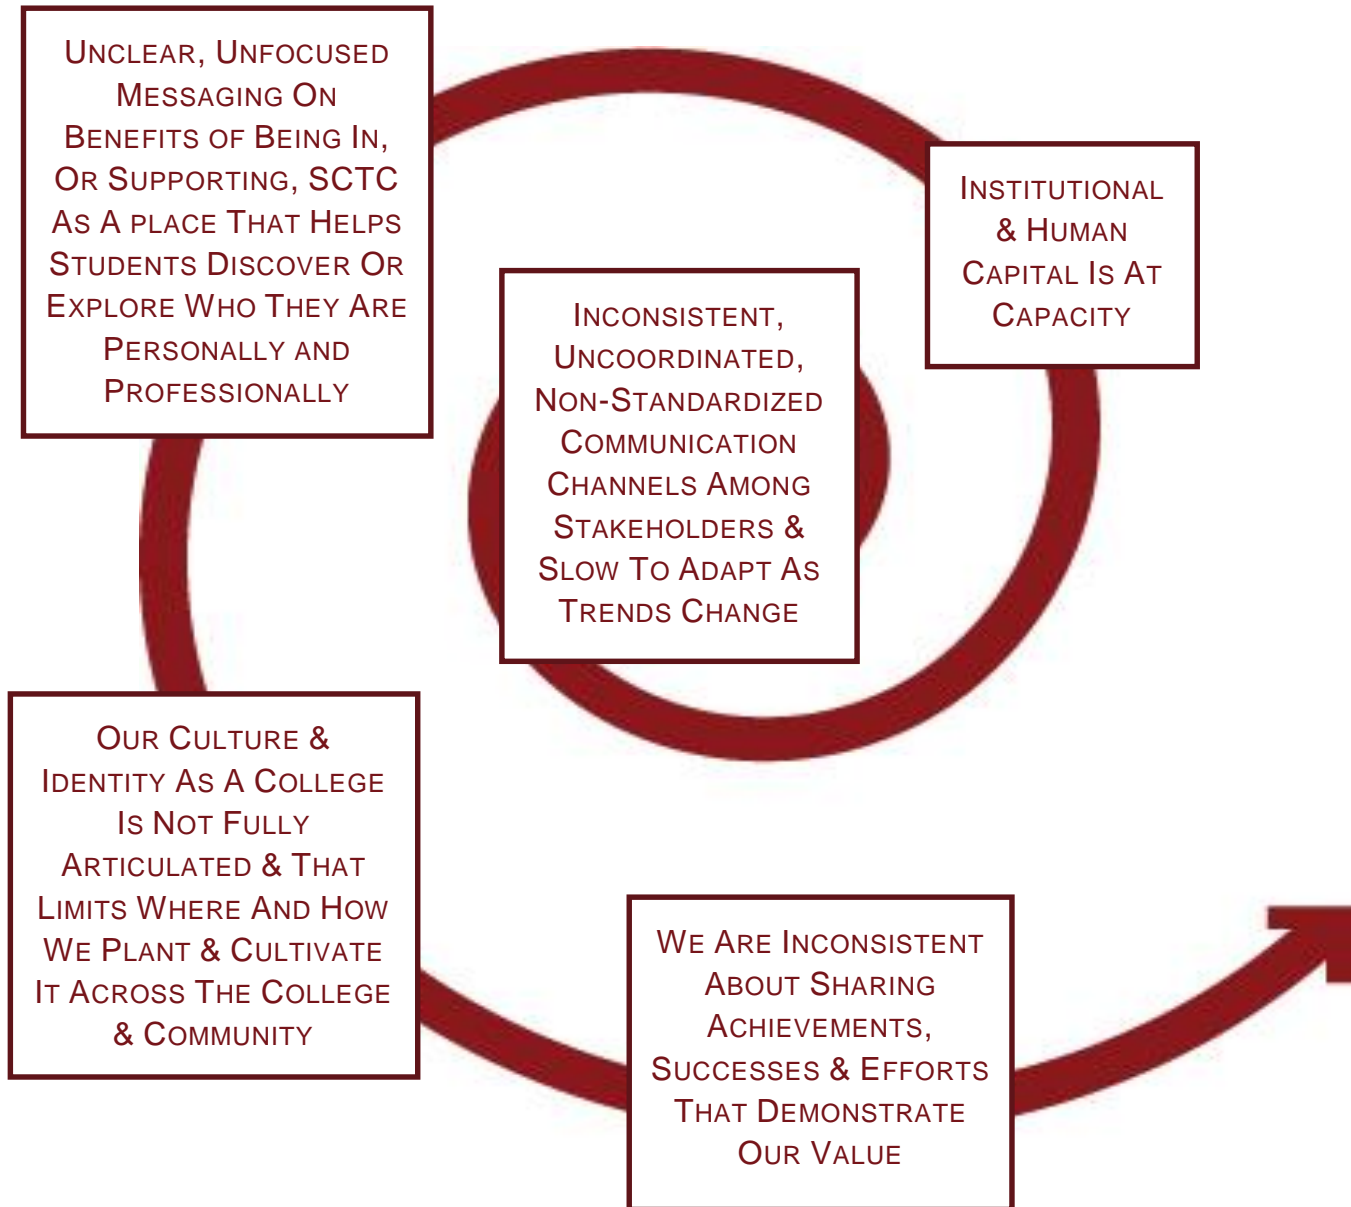 Unclear, Unfocused
Messaging On
Benefits of Being In,
Or Supporting, SCTC
As A place That Helps
Students Discover Or
Explore Who They Are
Personally and
Professionally
Institutional
& Human
Capital Is At
Capacity
Inconsistent,
Uncoordinated,
Non-Standardized
Communication
Channels Among
Stakeholders &
Slow To Adapt As
Trends Change
Our Culture &
Identity As A College
Is Not Fully
Articulated & That
Limits Where And How
We Plant & Cultivate
It Across The College
& Community
We Are Inconsistent
About Sharing
Achievements,
Successes & Efforts
That Demonstrate
Our Value